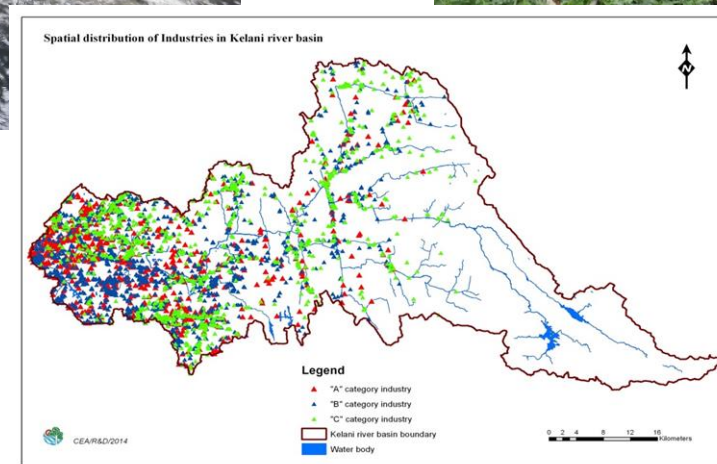 Spatial distribution of Industries in Kelani river basin
N
Legend
"A" category industry
"B" category industry
"C" category industry
Kelani river basin boundary
Water body
CEA/R&D/2014
0 2 4 8 12 16
Kilometers